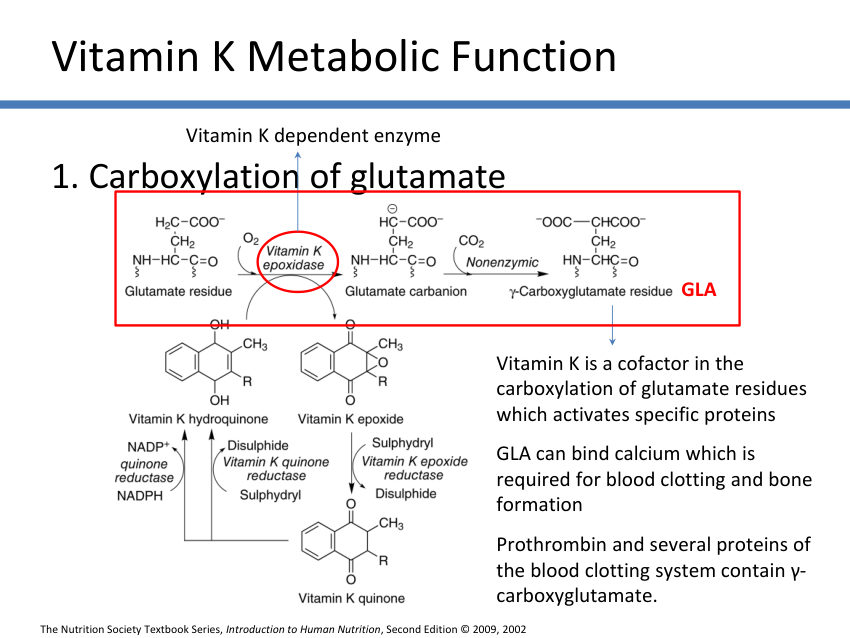 Vitamin K Metabolic Function
Vitamin K dependent enzyme
1. Carboxylation of glutamate
H₂C–COO⁻
CH₂
NH–HC–C=O
Glutamate residue
O₂
Vitamin K
epoxidase
⊖
HC–COO⁻
CH₂
NH–HC–C=O
Glutamate carbanion
CO₂
Nonenzymic
⁻OOC–CHCOO⁻
CH₂
HN–CHC=O
γ-Carboxyglutamate residue GLA
OH
CH₃
R
OH
Vitamin K hydroquinone
O
CH₃
O
R
O
Vitamin K epoxide
NADP⁺
quinone
reductase
NADPH
Disulphide
Vitamin K quinone
reductase
Sulphydryl
Sulphydryl
Vitamin K epoxide
reductase
Disulphide
O
CH₃
R
O
Vitamin K quinone
Vitamin K is a cofactor in the
carboxylation of glutamate residues
which activates specific proteins
GLA can bind calcium which is
required for blood clotting and bone
formation
Prothrombin and several proteins of
the blood clotting system contain γ-
carboxyglutamate.
The Nutrition Society Textbook Series, Introduction to Human Nutrition, Second Edition © 2009, 2002